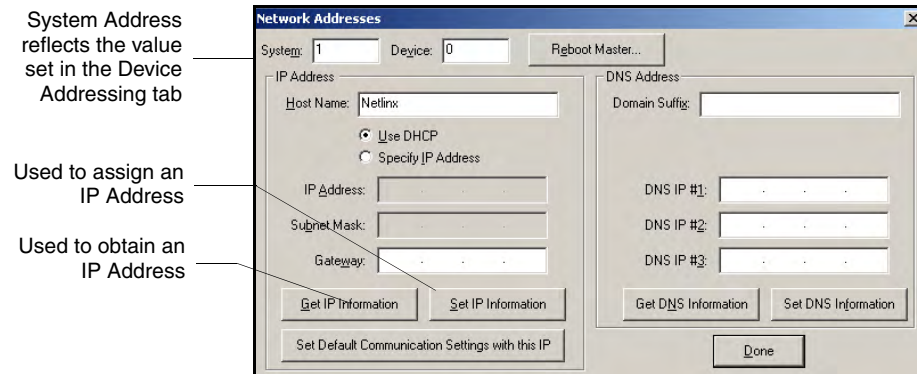 System Address
reflects the value
set in the Device
Addressing tab
Used to assign an
IP Address
Used to obtain an
IP Address
Network Addresses
System: 1 Device: 0 Reboot Master...
IP Address
Host Name: Netlinx
Use DHCP
Specify IP Address
IP Address: . . .
Subnet Mask: . . .
Gateway: . . .
Get IP Information Set IP Information
Set Default Communication Settings with this IP
DNS Address
Domain Suffix:
DNS IP #1: . . .
DNS IP #2: . . .
DNS IP #3: . . .
Get DNS Information Set DNS Information
Done